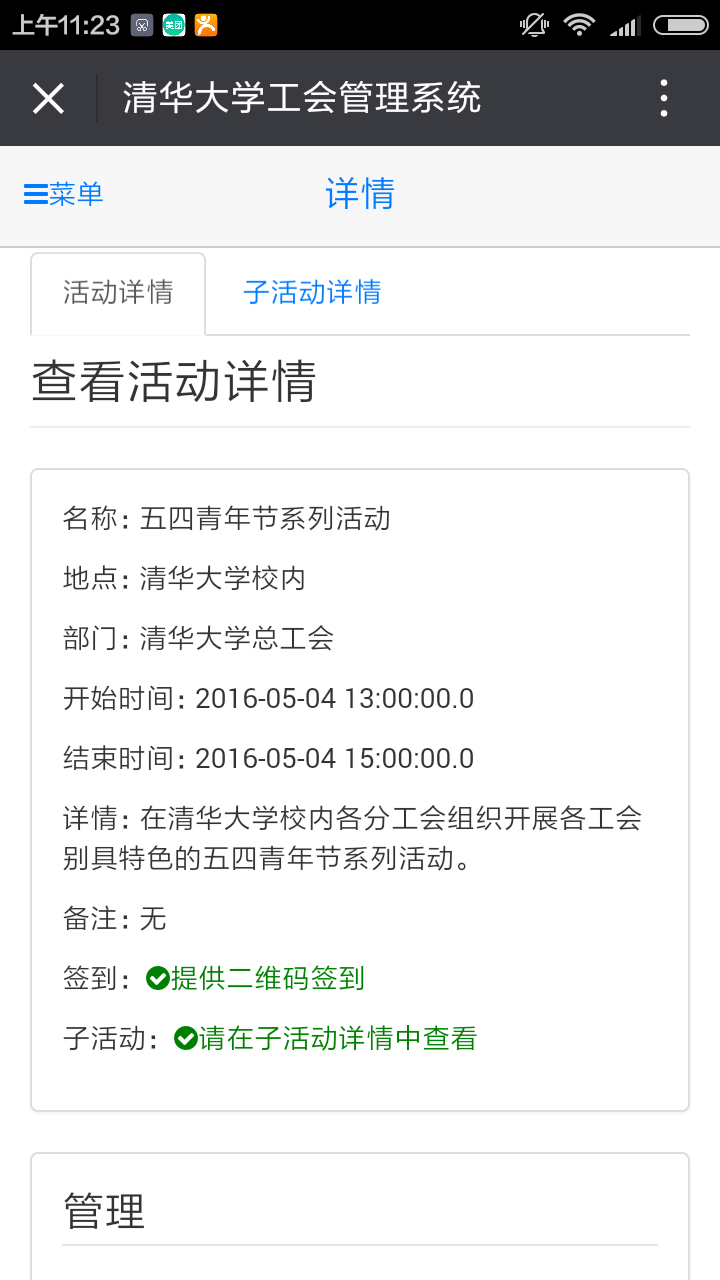 上午11:23
美团
清华大学工会管理系统
菜单
详情
活动详情
子活动详情
查看活动详情
名称: 五四青年节系列活动
地点: 清华大学校内
部门: 清华大学总工会
开始时间: 2016-05-04 13:00:00.0
结束时间: 2016-05-04 15:00:00.0
详情: 在清华大学校内各分工会组织开展各工会
别具特色的五四青年节系列活动。
备注: 无
签到: 提供二维码签到
子活动: 请在子活动详情中查看
管理